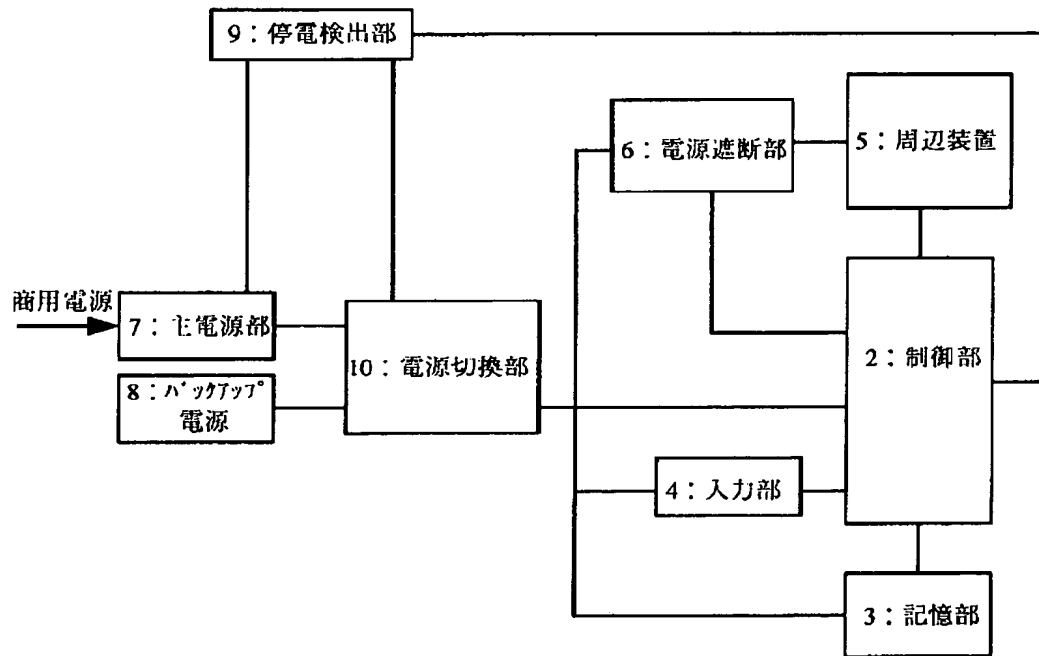 9：停電検出部
6：電源遮断部
5：周辺装置
商用電源
7：主電源部
10：電源切換部
2：制御部
8：ﾊﾞｯｸｱｯﾌﾟ
電源
4：入力部
3：記憶部